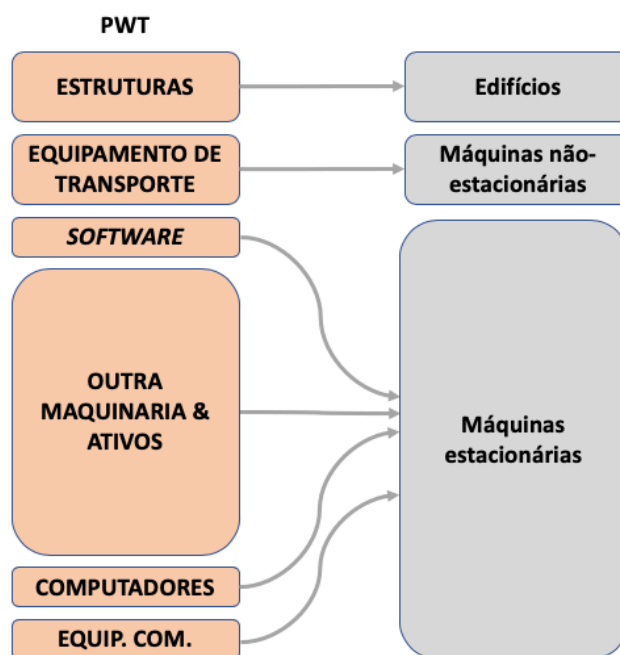 PWT
ESTRUTURAS
Edifícios
EQUIPAMENTO DE
TRANSPORTE
Máquinas não-
estacionárias
SOFTWARE
OUTRA
MAQUINARIA &
ATIVOS
Máquinas
estacionárias
COMPUTADORES
EQUIP. COM.